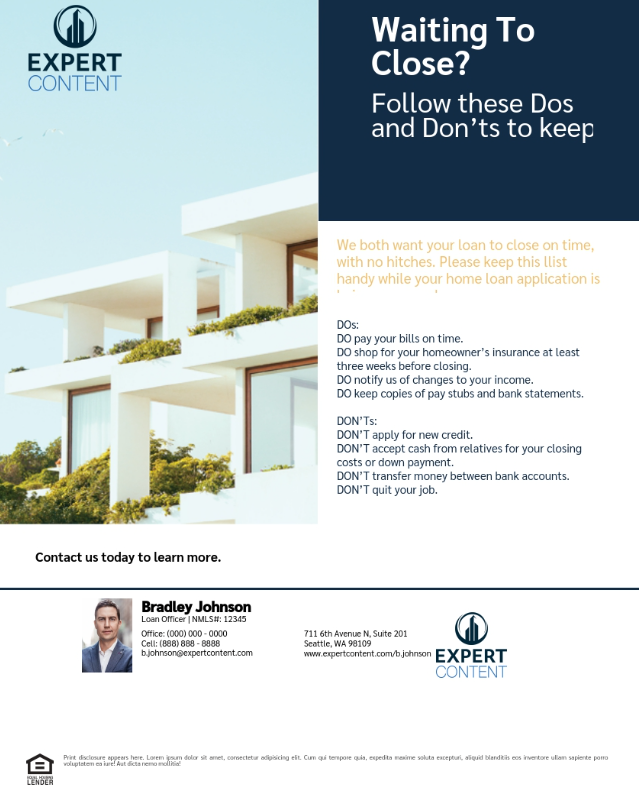 EXPERT
CONTENT
Waiting To
Close?
Follow these Dos
and Don'ts to keep
We both want your loan to close on time,
with no hitches. Please keep this llist
handy while your home loan application is
DOs:
DO pay your bills on time.
DO shop for your homeowner's insurance at least
three weeks before closing.
DO notify us of changes to your income.
DO keep copies of pay stubs and bank statements.
DON'Ts:
DON'T apply for new credit.
DON'T accept cash from relatives for your closing
costs or down payment.
DON'T transfer money between bank accounts.
DON'T quit your job.
Contact us today to learn more.
Bradley Johnson
Loan Officer | NMLS#: 12345
Office: (000) 000 - 0000
Cell: (888) 888 - 8888
b.johnson@expertcontent.com
711 6th Avenue N, Suite 201
Seattle, WA 98109
www.expertcontent.com/b.johnson
EXPERT
CONTENT
EQUAL HOUSING
LENDER
Print disclosure appears here. Lorem ipsum dolor sit amet, consectetur adipisicing elit. Cum qui tempore quia, expedita maxime soluta excepturi, aliquid blanditiis eos inventore ullam sapiente porro
voluptatem ea iure! Aut dicta nemo mollitia!